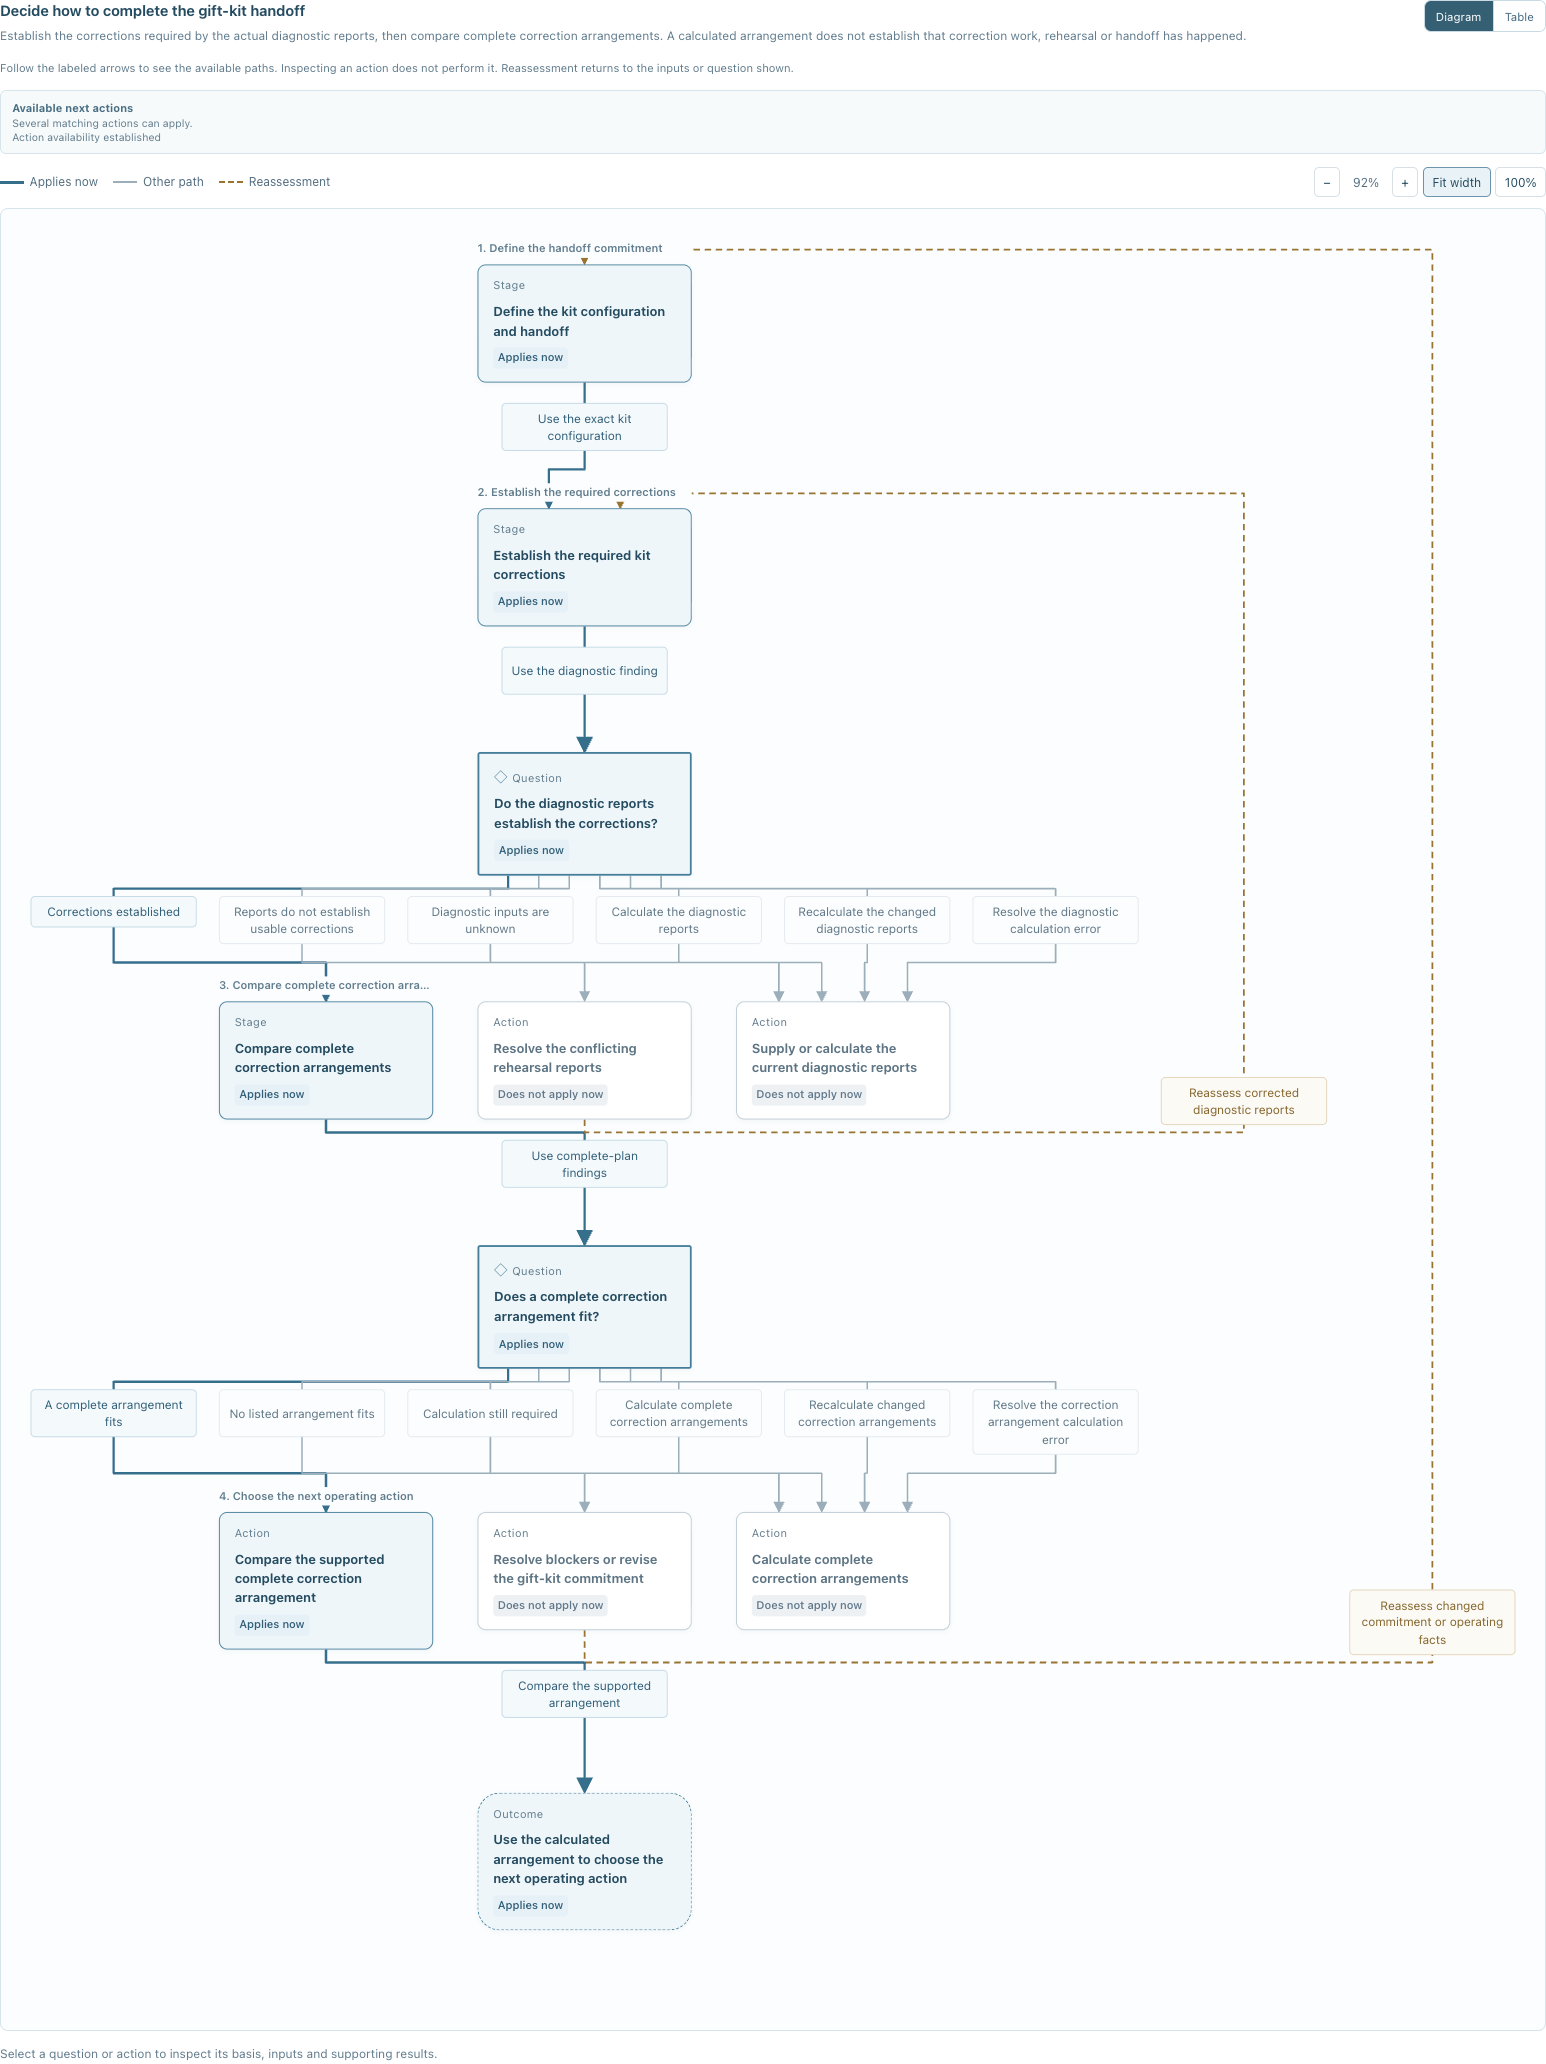 Decide how to complete the gift-kit handoff
Diagram
Table
Establish the corrections required by the actual diagnostic reports, then compare complete correction arrangements. A calculated arrangement does not establish that correction work, rehearsal or handoff has happened.
Follow the labeled arrows to see the available paths. Inspecting an action does not perform it. Reassessment returns to the inputs or question shown.
Available next actions
Several matching actions can apply.
Action availability established
Applies now
Other path
Reassessment
−
92%
+
Fit width
100%
1. Define the handoff commitment
Stage
Define the kit configuration
and handoff
Applies now
Use the exact kit
configuration
2. Establish the required corrections
Stage
Establish the required kit
corrections
Applies now
Use the diagnostic finding
Question
Do the diagnostic reports
establish the corrections?
Applies now
Corrections established
Reports do not establish
usable corrections
Diagnostic inputs are
unknown
Calculate the diagnostic
reports
Recalculate the changed
diagnostic reports
Resolve the diagnostic
calculation error
3. Compare complete correction arra...
Stage
Compare complete
correction arrangements
Applies now
Action
Resolve the conflicting
rehearsal reports
Does not apply now
Action
Supply or calculate the
current diagnostic reports
Does not apply now
Reassess corrected
diagnostic reports
Use complete-plan
findings
Question
Does a complete correction
arrangement fit?
Applies now
A complete arrangement
fits
No listed arrangement fits
Calculation still required
Calculate complete
correction arrangements
Recalculate changed
correction arrangements
Resolve the correction
arrangement calculation
error
4. Choose the next operating action
Action
Compare the supported
complete correction
arrangement
Applies now
Action
Resolve blockers or revise
the gift-kit commitment
Does not apply now
Action
Calculate complete
correction arrangements
Does not apply now
Reassess changed
commitment or operating
facts
Compare the supported
arrangement
Outcome
Use the calculated
arrangement to choose the
next operating action
Applies now
Select a question or action to inspect its basis, inputs and supporting results.